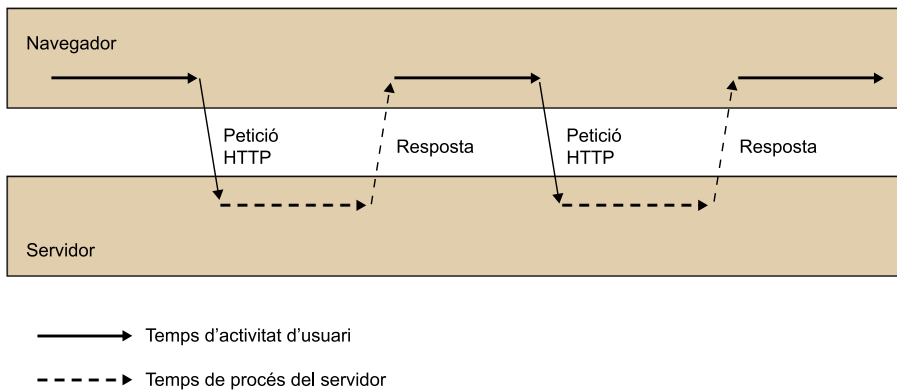 Navegador
Petició
HTTP
Resposta
Petició
HTTP
Resposta
Servidor
Temps d'activitat d'usuari
Temps de procés del servidor